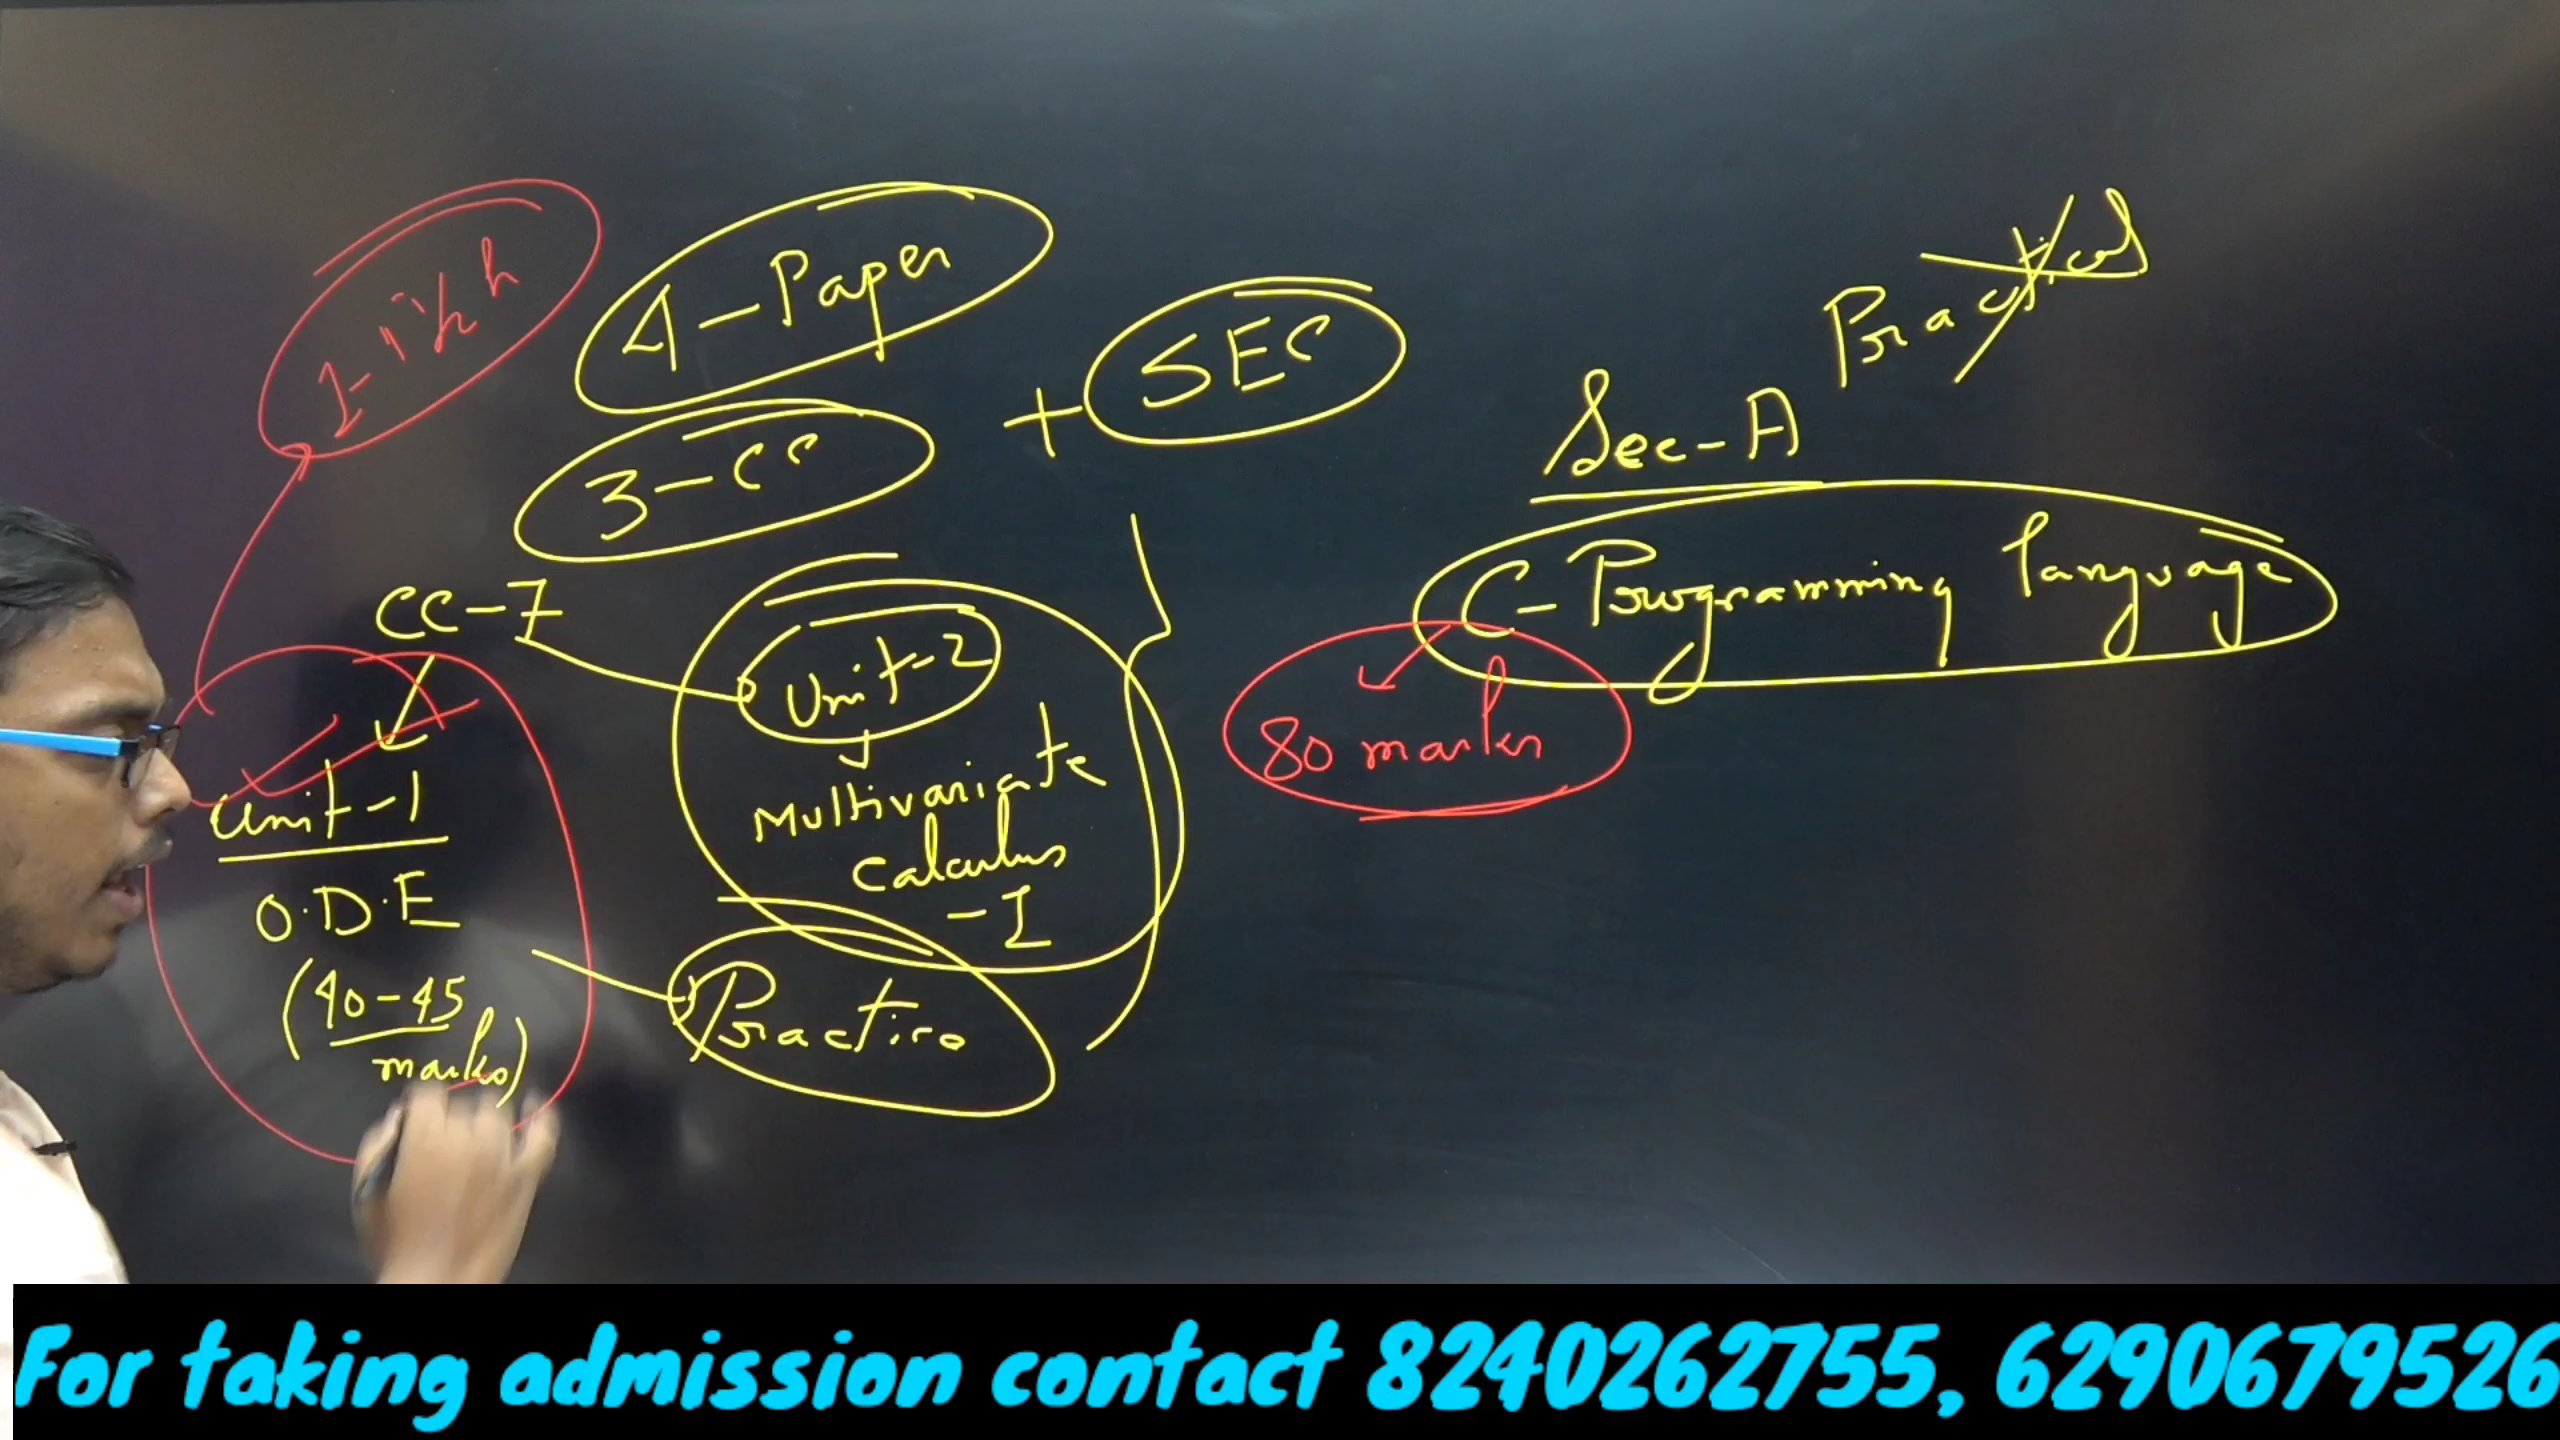 1-1½ h
4-Paper
3-CC
+ SEC
Practical
Sec-A
C-Programming language
80 marks
CC-7
Unit-1
O.D.E
(40-45
marks)
Unit-2
Multivariate
Calculus
-I
Practice
For taking admission contact 8240262755, 6290679526